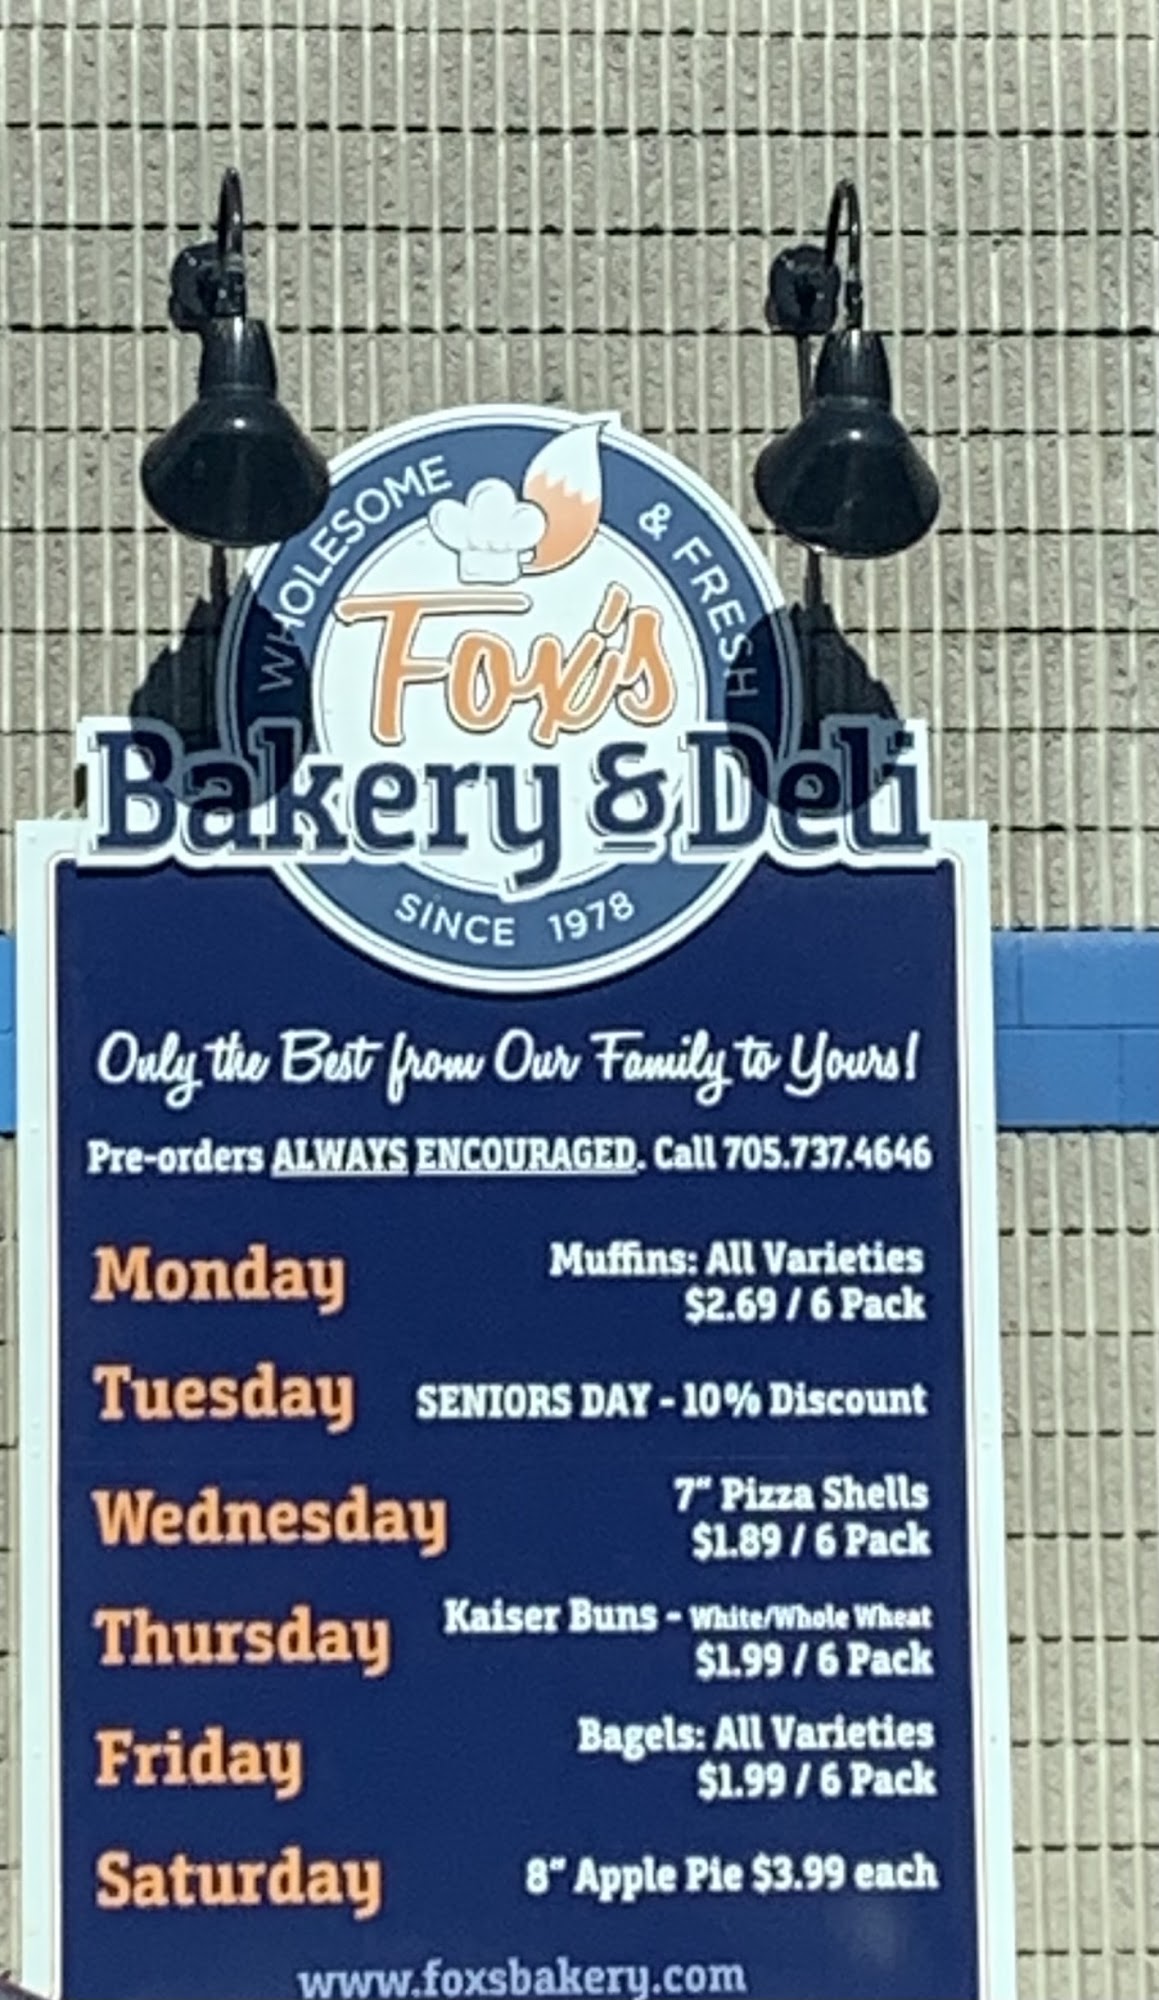 WHOLESOME & FRESH
Fox's
Bakery & Deli
SINCE 1978
Only the Best from Our Family to Yours!
Pre-orders ALWAYS ENCOURAGED. Call 705.737.4646
Monday
Muffins: All Varieties
$2.69 / 6 Pack
Tuesday SENIORS DAY - 10% Discount
Wednesday
7" Pizza Shells
$1.89 / 6 Pack
Thursday
Kaiser Buns - White/Whole Wheat
$1.99 / 6 Pack
Friday
Bagels: All Varieties
$1.99 / 6 Pack
Saturday 8" Apple Pie $3.99 each
www.foxsbakery.com